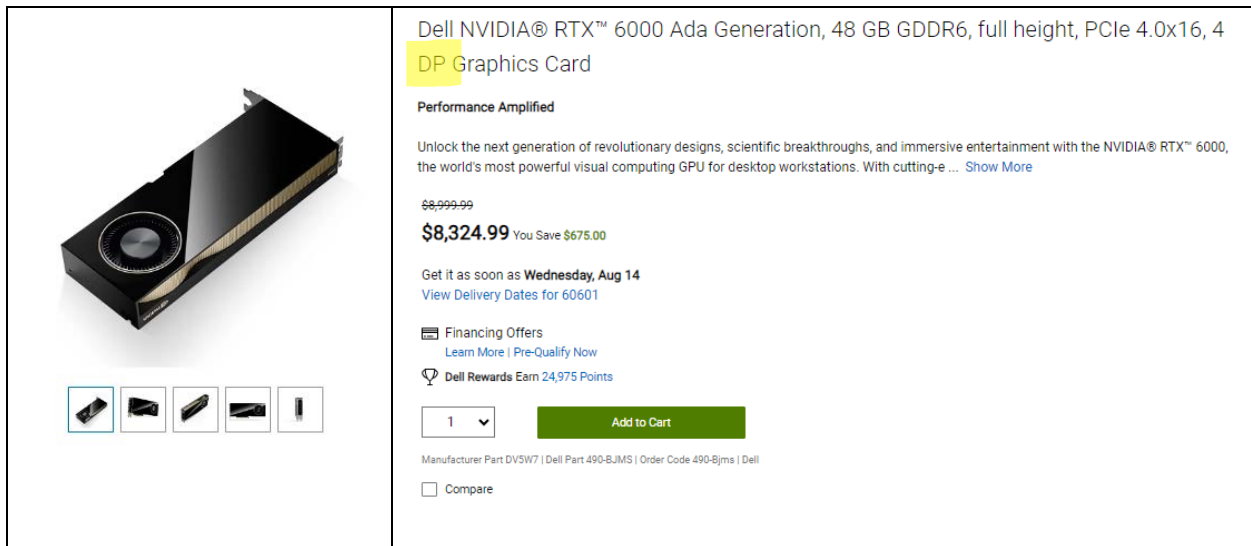 Dell NVIDIA® RTX™ 6000 Ada Generation, 48 GB GDDR6, full height, PCIe 4.0x16, 4
DP Graphics Card
Performance Amplified
Unlock the next generation of revolutionary designs, scientific breakthroughs, and immersive entertainment with the NVIDIA® RTX™ 6000,
the world's most powerful visual computing GPU for desktop workstations. With cutting-e ... Show More
$8,999.99
$8,324.99 You Save $675.00
Get it as soon as Wednesday, Aug 14
View Delivery Dates for 60601
Financing Offers
Learn More | Pre-Qualify Now
Dell Rewards Earn 24,975 Points
1
Add to Cart
Manufacturer Part DV5W7 | Dell Part 490-BJMS | Order Code 490-Bjms | Dell
Compare